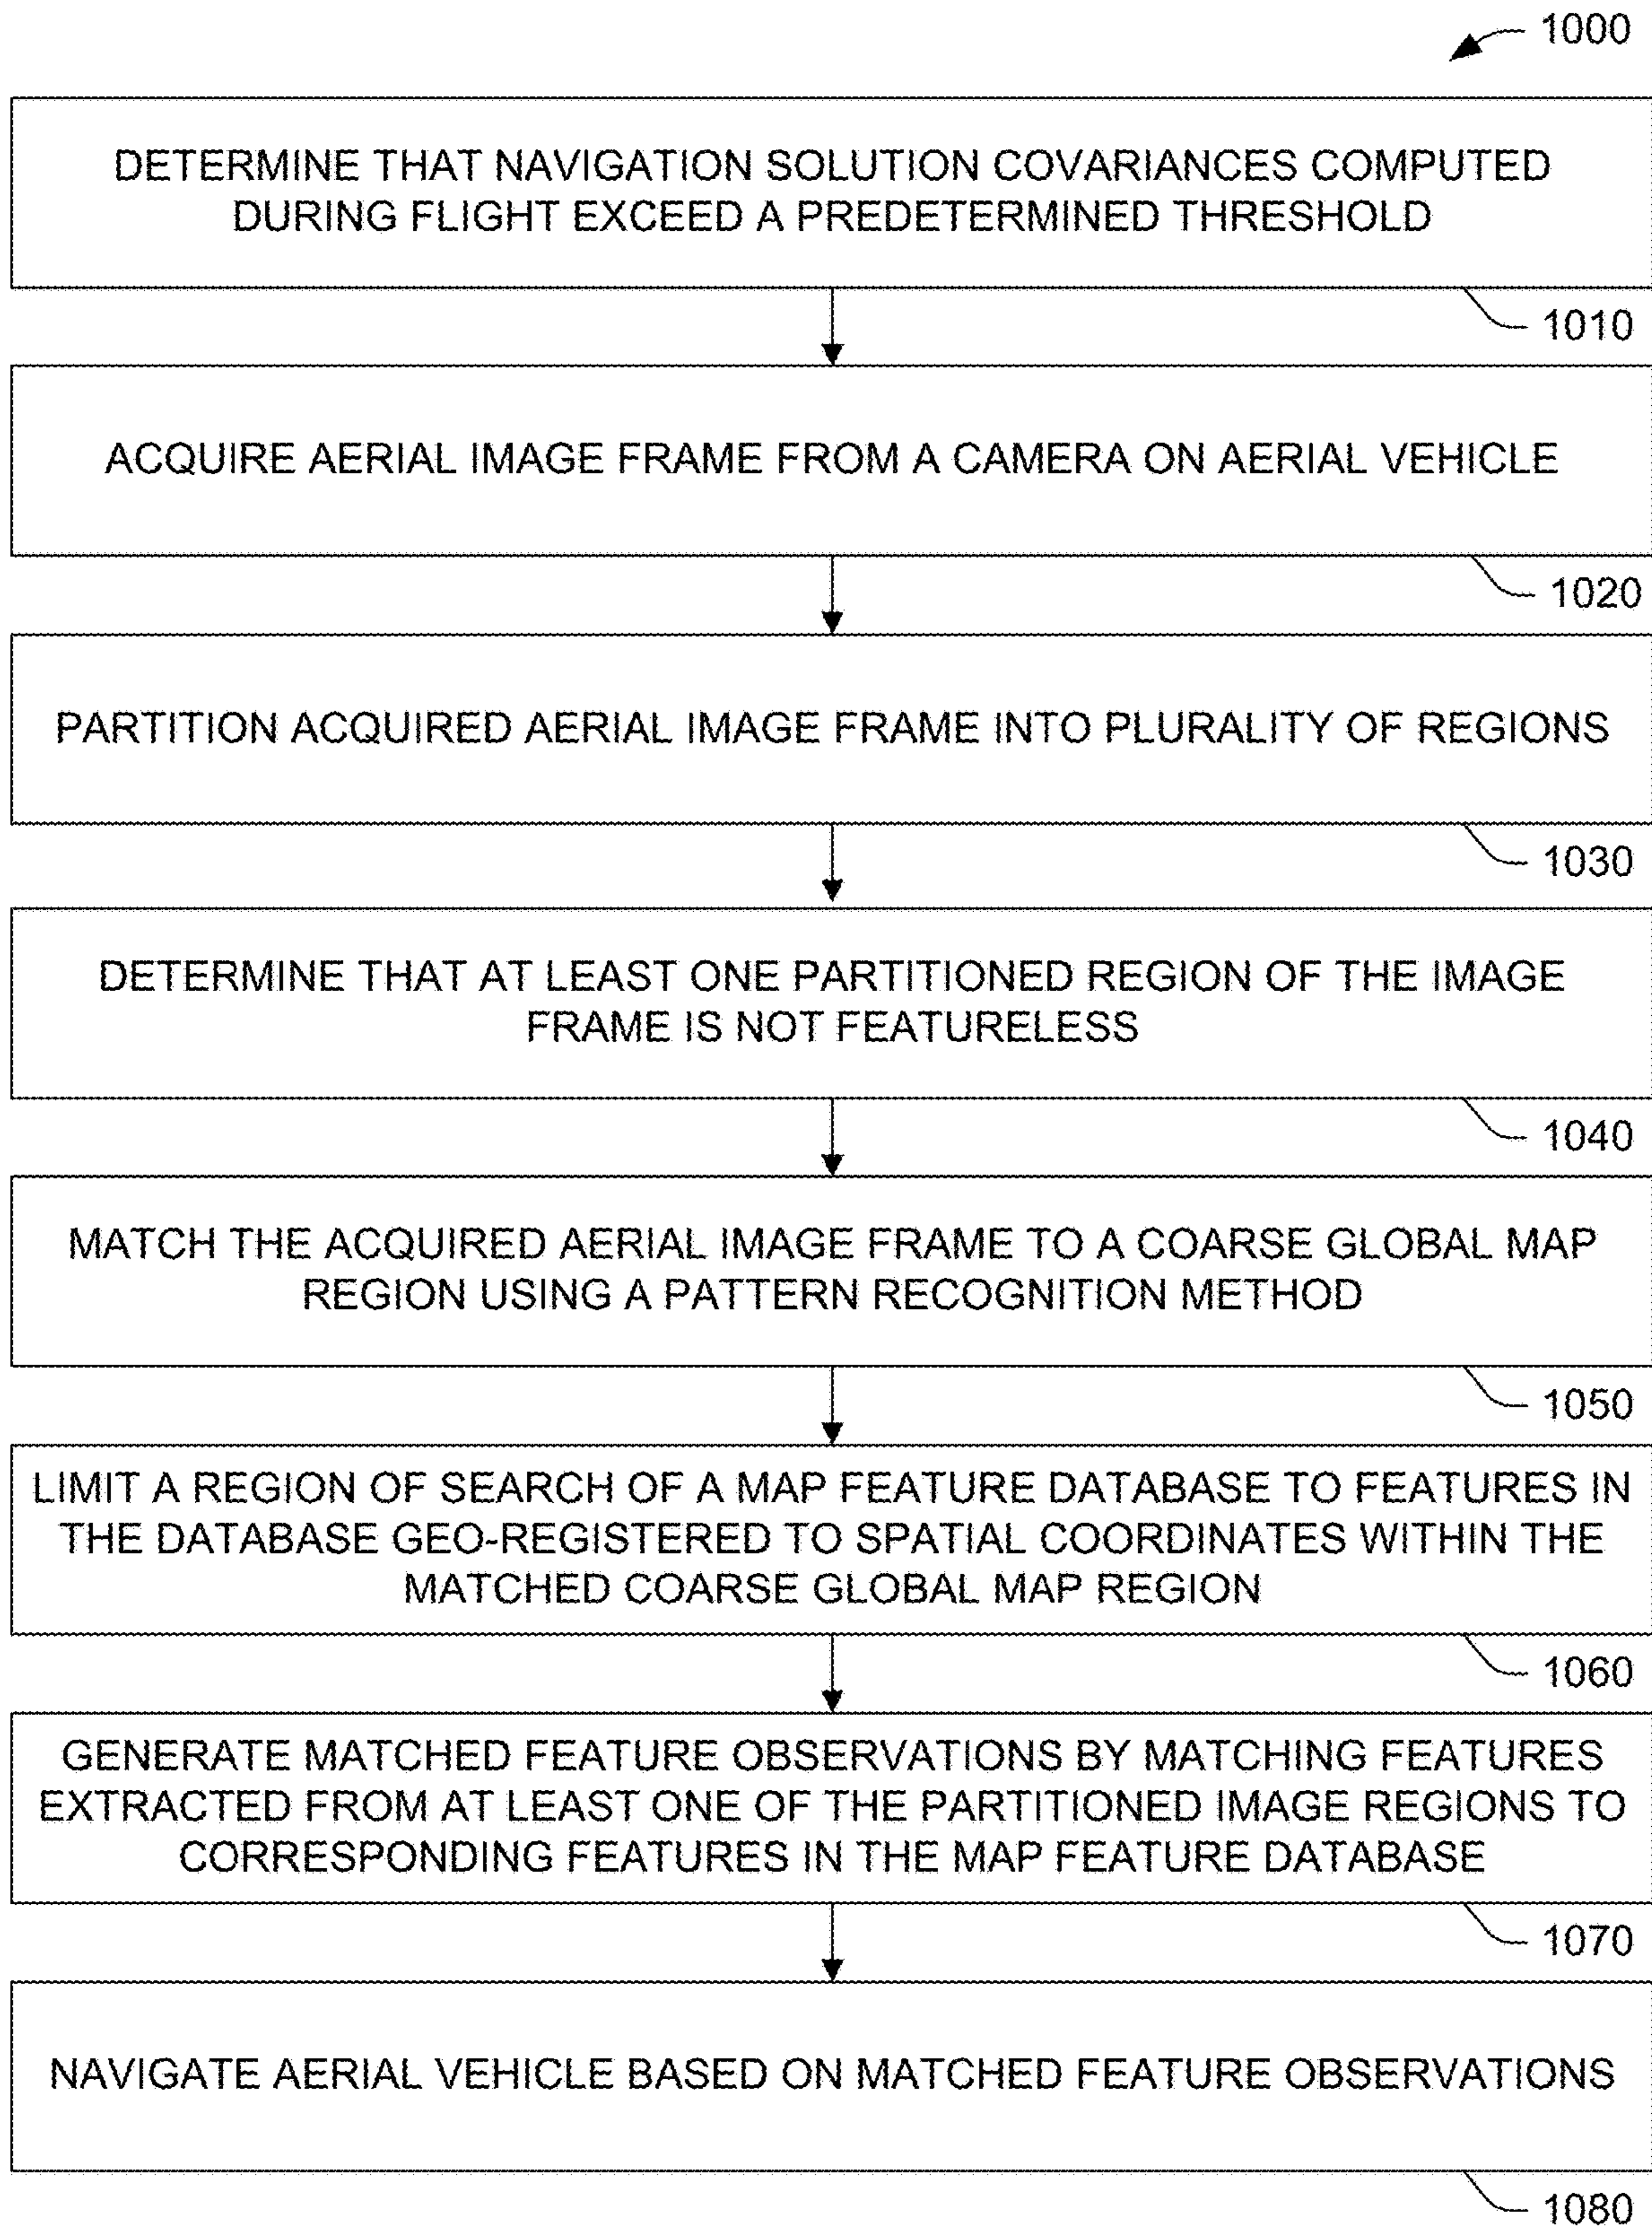 1000
DETERMINE THAT NAVIGATION SOLUTION COVARIANCES COMPUTED
DURING FLIGHT EXCEED A PREDETERMINED THRESHOLD
1010
ACQUIRE AERIAL IMAGE FRAME FROM A CAMERA ON AERIAL VEHICLE
1020
PARTITION ACQUIRED AERIAL IMAGE FRAME INTO PLURALITY OF REGIONS
1030
DETERMINE THAT AT LEAST ONE PARTITIONED REGION OF THE IMAGE
FRAME IS NOT FEATURELESS
1040
MATCH THE ACQUIRED AERIAL IMAGE FRAME TO A COARSE GLOBAL MAP
REGION USING A PATTERN RECOGNITION METHOD
1050
LIMIT A REGION OF SEARCH OF A MAP FEATURE DATABASE TO FEATURES IN
THE DATABASE GEO-REGISTERED TO SPATIAL COORDINATES WITHIN THE
MATCHED COARSE GLOBAL MAP REGION
1060
GENERATE MATCHED FEATURE OBSERVATIONS BY MATCHING FEATURES
EXTRACTED FROM AT LEAST ONE OF THE PARTITIONED IMAGE REGIONS TO
CORRESPONDING FEATURES IN THE MAP FEATURE DATABASE
1070
NAVIGATE AERIAL VEHICLE BASED ON MATCHED FEATURE OBSERVATIONS
1080